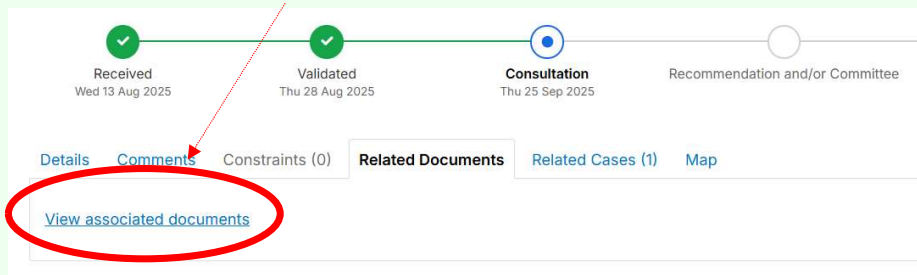 Received Validated Consultation Recommendation and/or Committee
Wed 13 Aug 2025 Thu 28 Aug 2025 Thu 25 Sep 2025
Details Comments Constraints (0) Related Documents Related Cases (1) Map
View associated documents